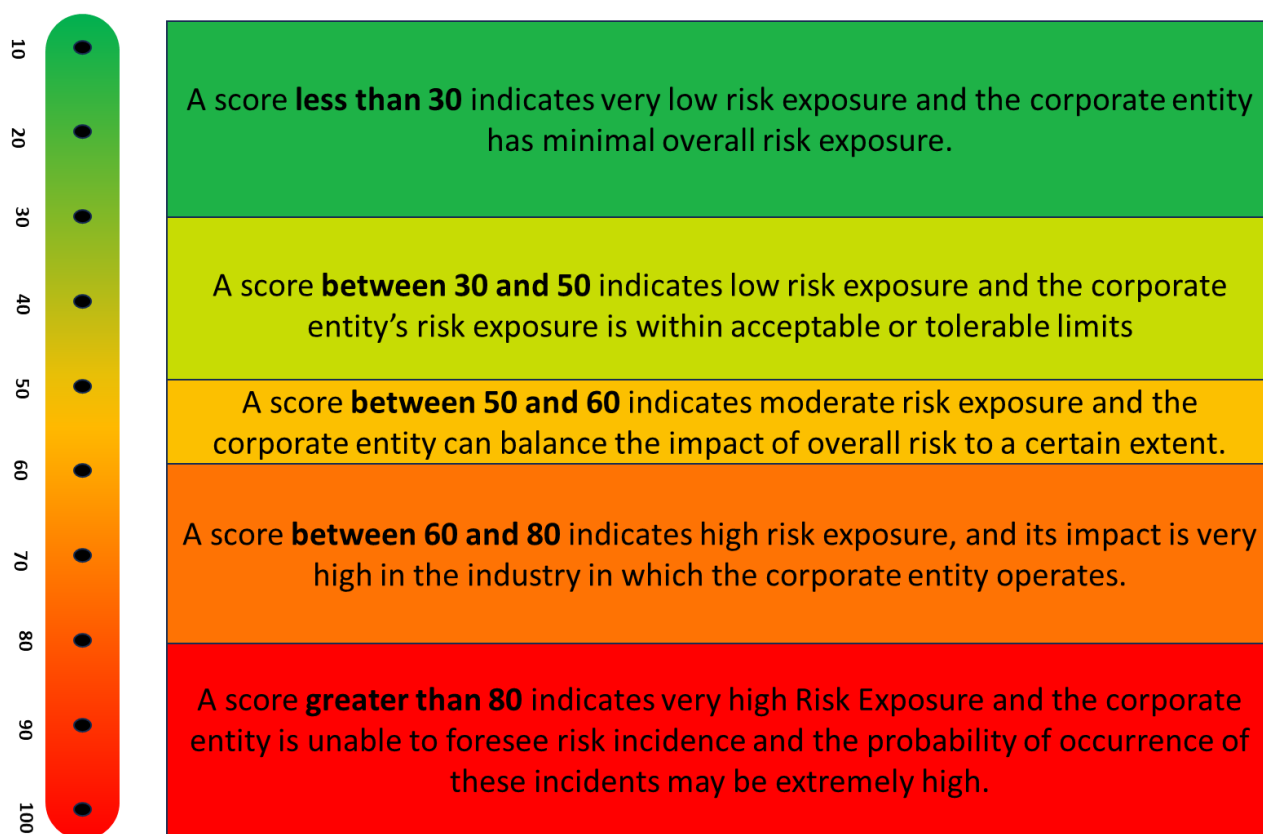 10
20
30
40
50
60
70
80
90
100
A score less than 30 indicates very low risk exposure and the corporate entity
has minimal overall risk exposure.
A score between 30 and 50 indicates low risk exposure and the corporate
entity’s risk exposure is within acceptable or tolerable limits
A score between 50 and 60 indicates moderate risk exposure and the
corporate entity can balance the impact of overall risk to a certain extent.
A score between 60 and 80 indicates high risk exposure, and its impact is very
high in the industry in which the corporate entity operates.
A score greater than 80 indicates very high Risk Exposure and the corporate
entity is unable to foresee risk incidence and the probability of occurrence of
these incidents may be extremely high.